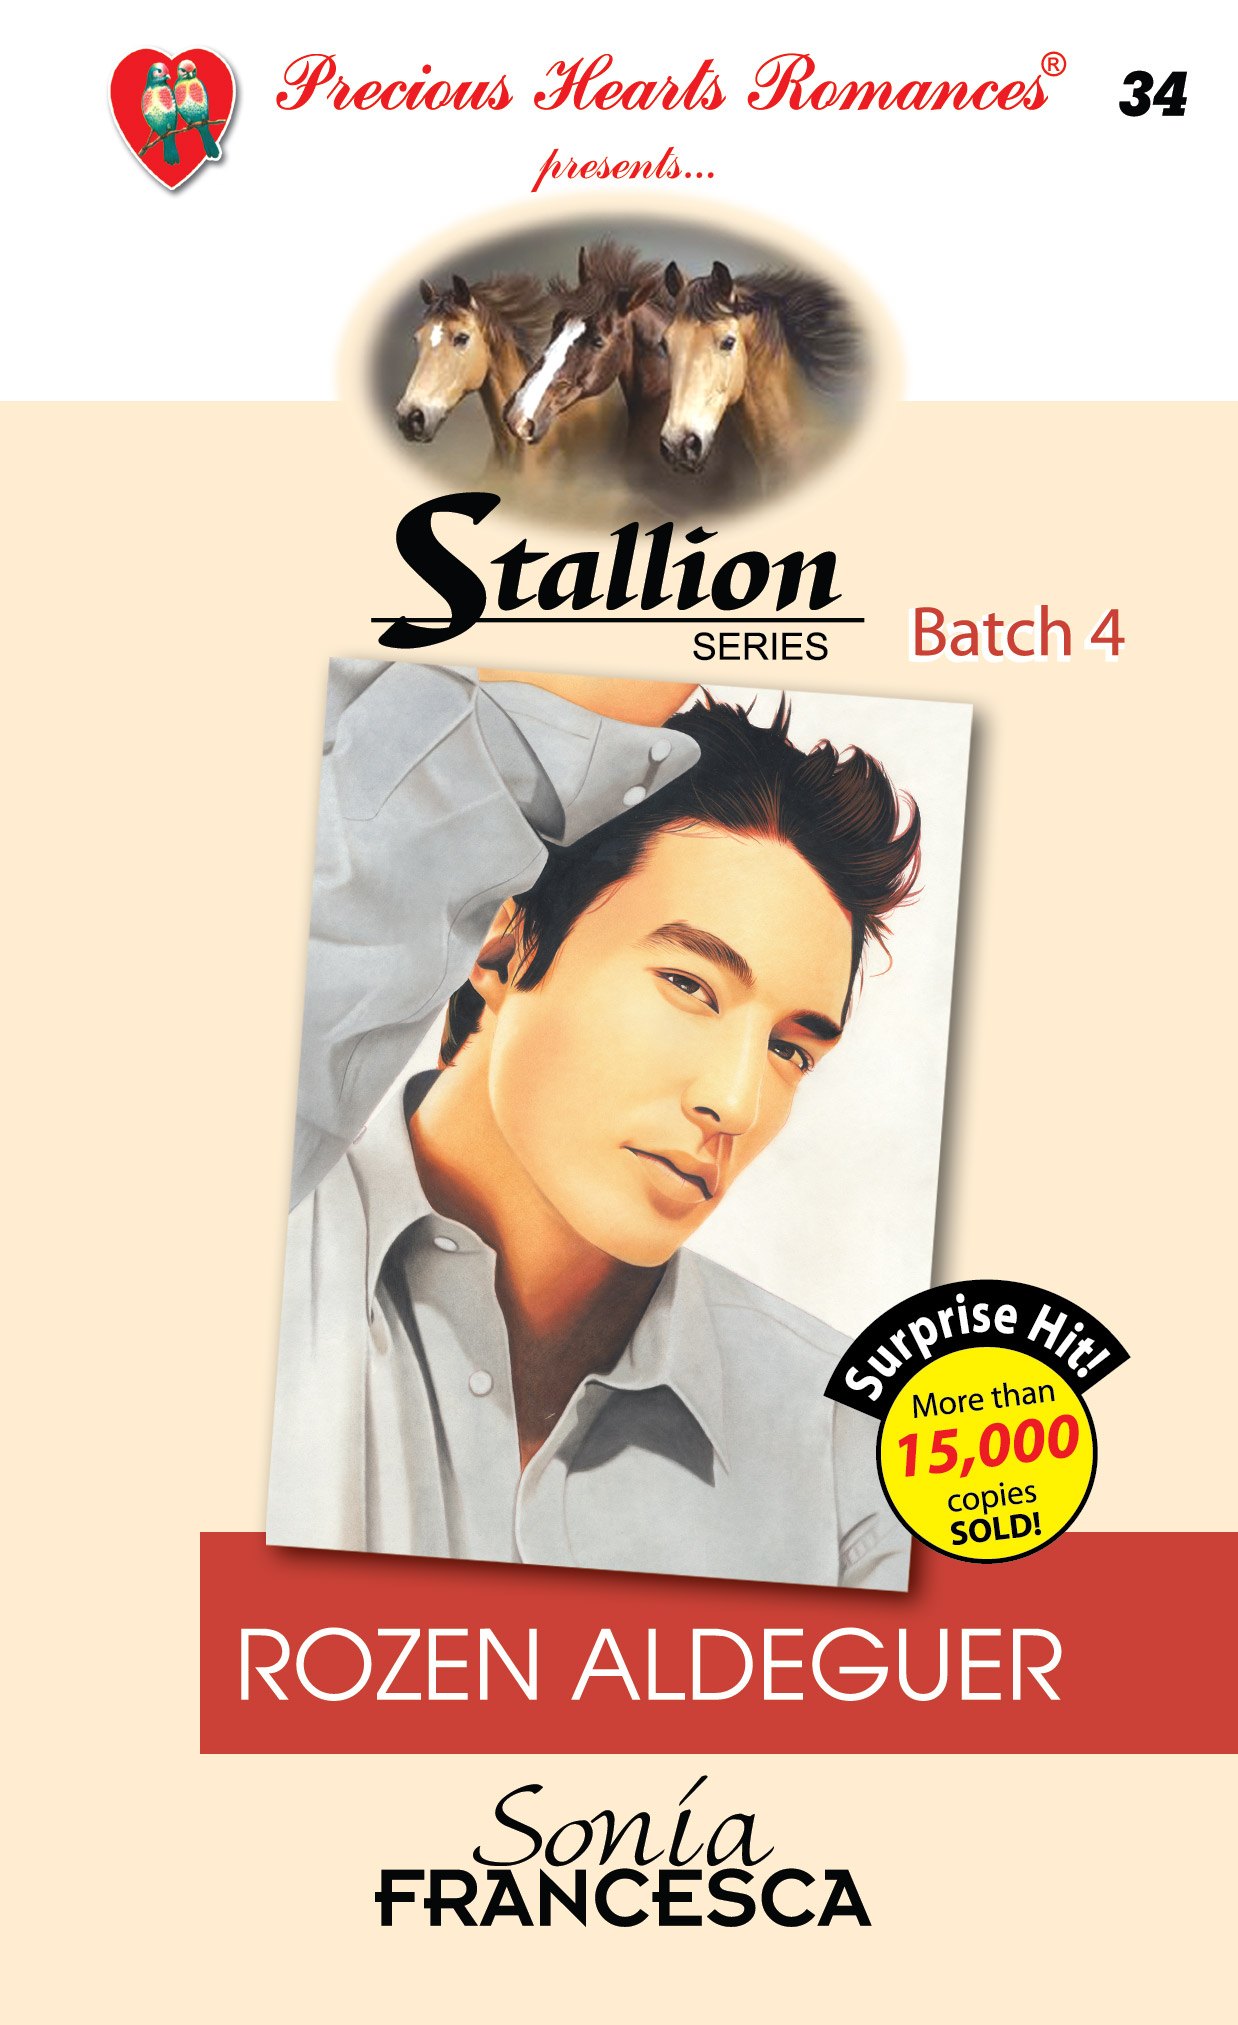 Precious Hearts Romances®
34
presents...
Stallion
SERIES
Batch 4
Surprise Hit!
More than
15,000
copies
SOLD!
ROZEN ALDEGUER
Sonia
FRANCESCA